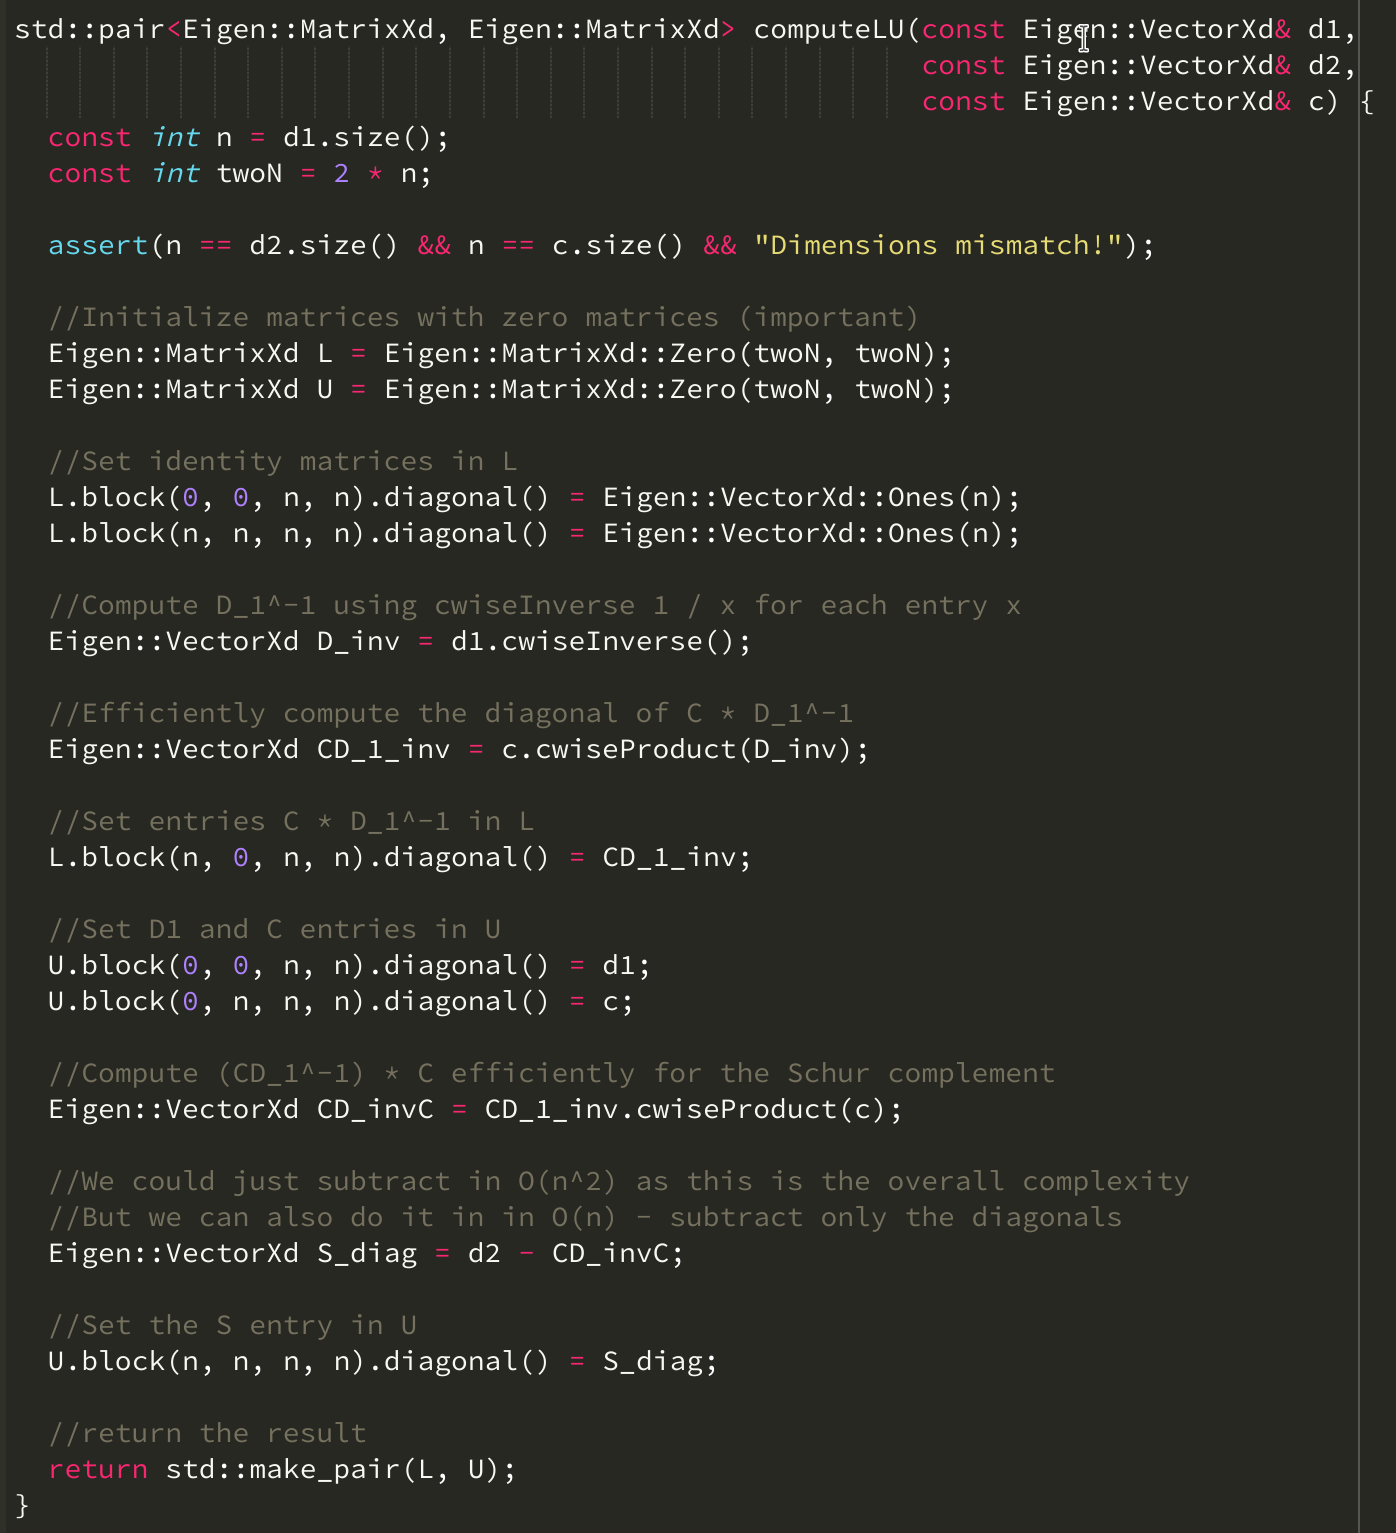 std::pair<Eigen::MatrixXd, Eigen::MatrixXd> computeLU(const Eigen::VectorXd& d1,
                                                      const Eigen::VectorXd& d2,
                                                      const Eigen::VectorXd& c) {
  const int n = d1.size();
  const int twoN = 2 * n;

  assert(n == d2.size() && n == c.size() && "Dimensions mismatch!");

  //Initialize matrices with zero matrices (important)
  Eigen::MatrixXd L = Eigen::MatrixXd::Zero(twoN, twoN);
  Eigen::MatrixXd U = Eigen::MatrixXd::Zero(twoN, twoN);

  //Set identity matrices in L
  L.block(0, 0, n, n).diagonal() = Eigen::VectorXd::Ones(n);
  L.block(n, n, n, n).diagonal() = Eigen::VectorXd::Ones(n);

  //Compute D_1^-1 using cwiseInverse 1 / x for each entry x
  Eigen::VectorXd D_inv = d1.cwiseInverse();

  //Efficiently compute the diagonal of C * D_1^-1
  Eigen::VectorXd CD_1_inv = c.cwiseProduct(D_inv);

  //Set entries C * D_1^-1 in L
  L.block(n, 0, n, n).diagonal() = CD_1_inv;

  //Set D1 and C entries in U
  U.block(0, 0, n, n).diagonal() = d1;
  U.block(0, n, n, n).diagonal() = c;

  //Compute (CD_1^-1) * C efficiently for the Schur complement
  Eigen::VectorXd CD_invC = CD_1_inv.cwiseProduct(c);

  //We could just subtract in O(n^2) as this is the overall complexity
  //But we can also do it in in O(n) - subtract only the diagonals
  Eigen::VectorXd S_diag = d2 - CD_invC;

  //Set the S entry in U
  U.block(n, n, n, n).diagonal() = S_diag;

  //return the result
  return std::make_pair(L, U);
}